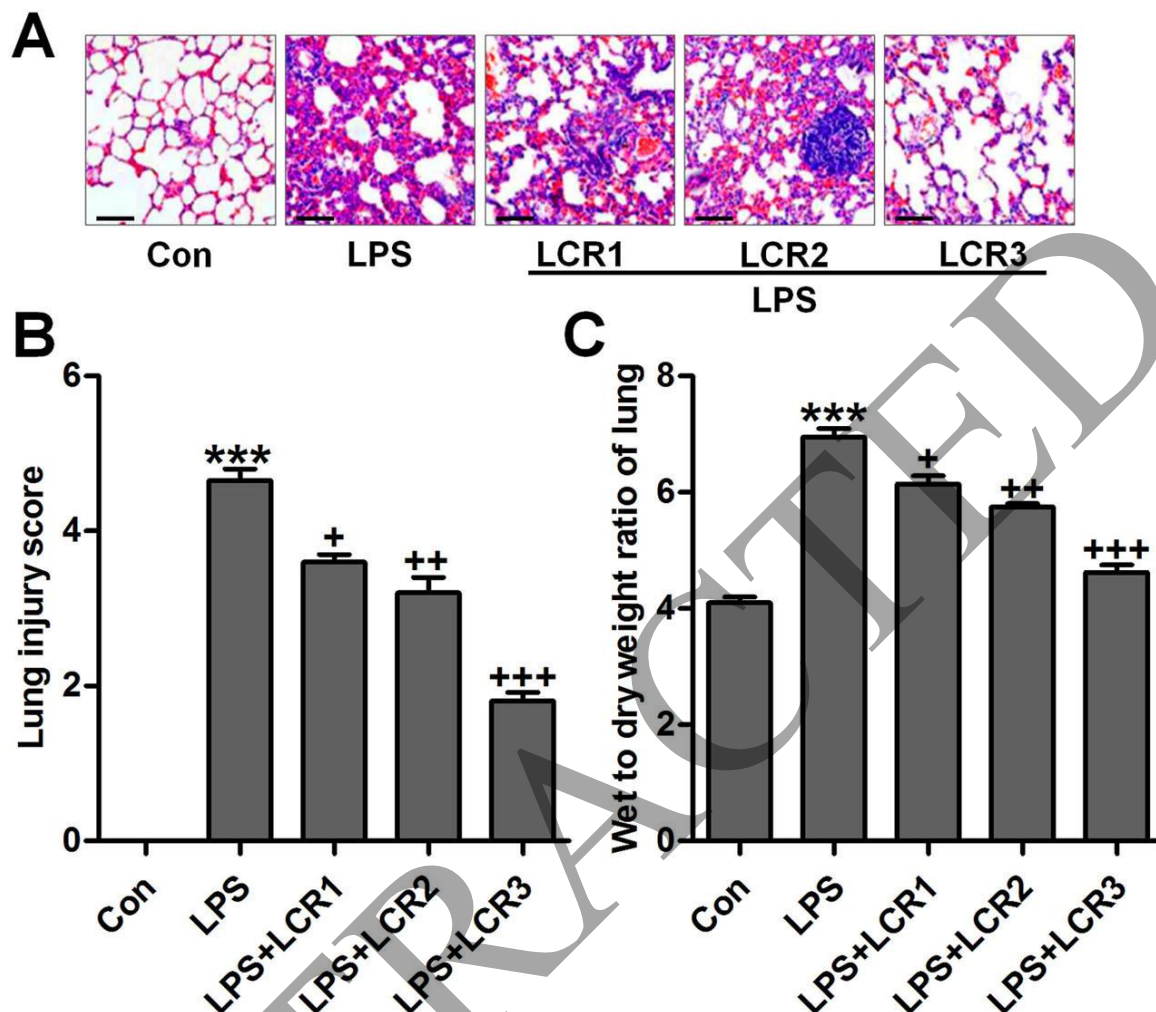 A
Con LPS LCR1 LCR2 LCR3
LPS
B
Lung injury score
6
4
2
0
***
+
++
+++
Con
LPS
LPS+LCR1
LPS+LCR2
LPS+LCR3
C
Wet to dry weight ratio of lung
8
6
4
2
0
***
+
++
+++
Con
LPS
LPS+LCR1
LPS+LCR2
LPS+LCR3
RACTED